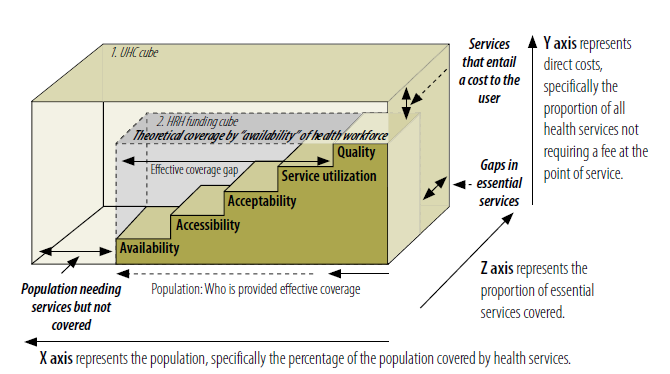 1. UHC cube
Services
that entail
a cost to the
user
Y axis represents
direct costs,
specifically the
proportion of all
health services not
requiring a fee at the
point of service.
2. HRH funding cube
Theoretical coverage by “availability” of health workforce
Quality
Effective coverage gap
Service utilization
Acceptability
Accessibility
Availability
Gaps in
essential
services
Z axis represents the
proportion of essential
services covered.
Population needing
services but not
covered
Population: Who is provided effective coverage
X axis represents the population, specifically the percentage of the population covered by health services.